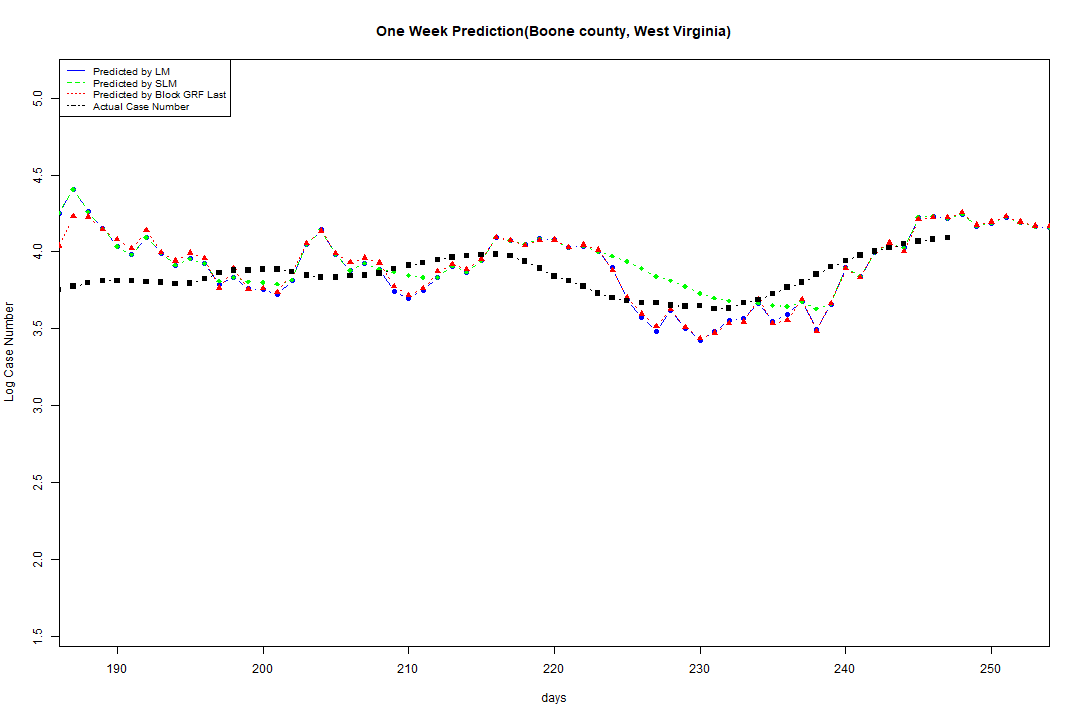 One Week Prediction(Boone county, West Virginia)
Predicted by LM
Predicted by SLM
Predicted by Block GRF Last
Actual Case Number
5.0
4.5
4.0
3.5
3.0
2.5
2.0
1.5
Log Case Number
190 200 210 220 230 240 250
days